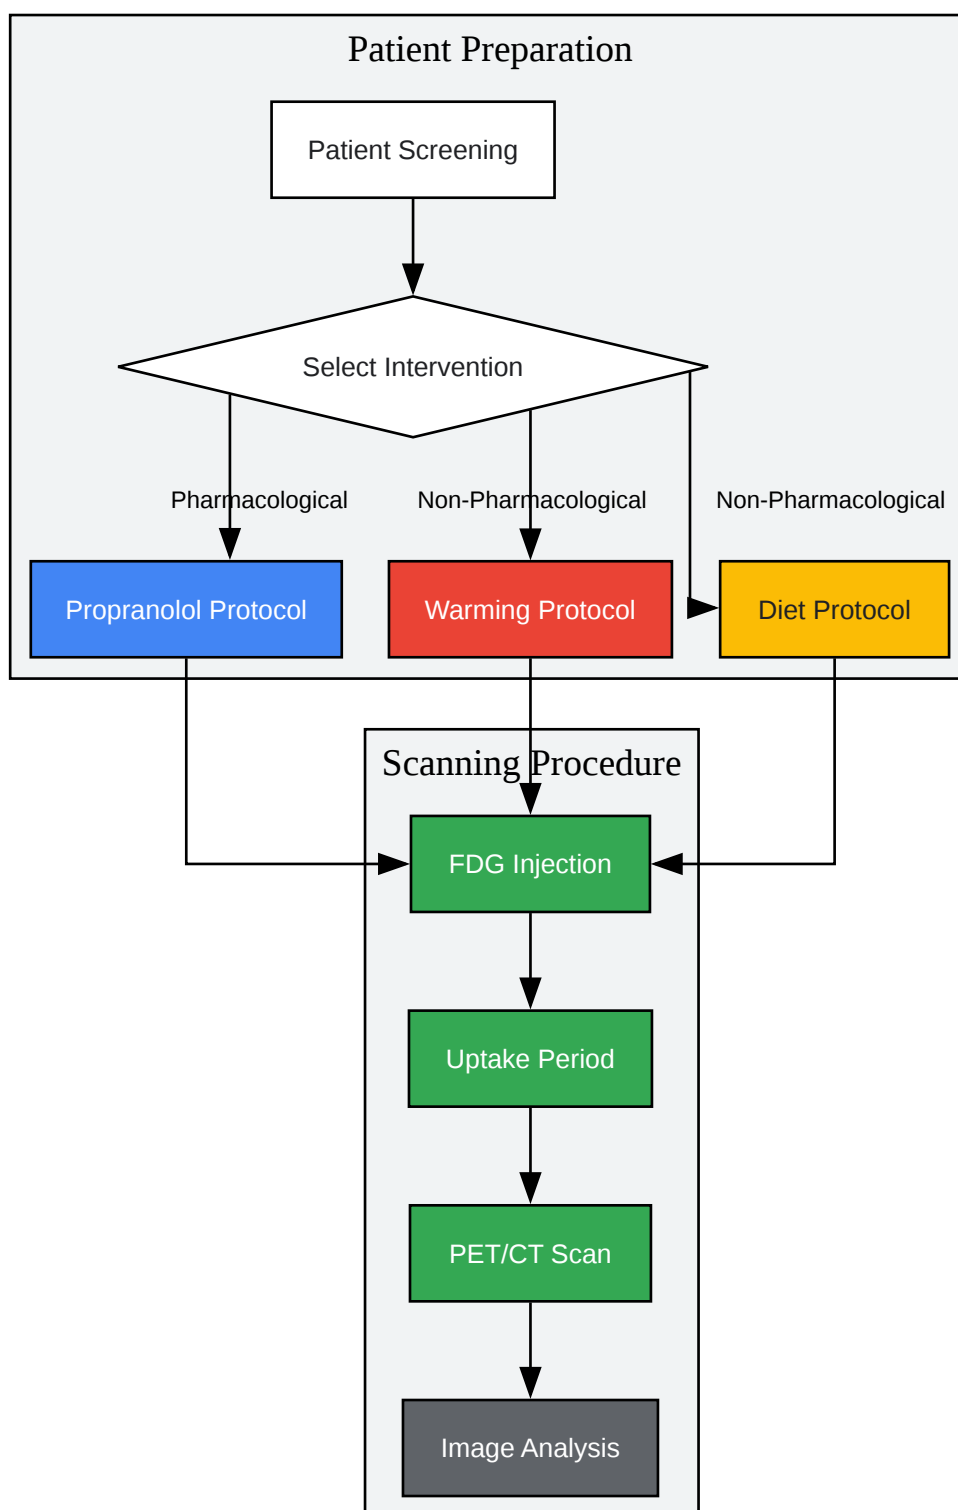 Patient Preparation
Patient Screening
Select Intervention
Pharmacological
Non-Pharmacological
Non-Pharmacological
Propranolol Protocol
Warming Protocol
Diet Protocol
Scanning Procedure
FDG Injection
Uptake Period
PET/CT Scan
Image Analysis